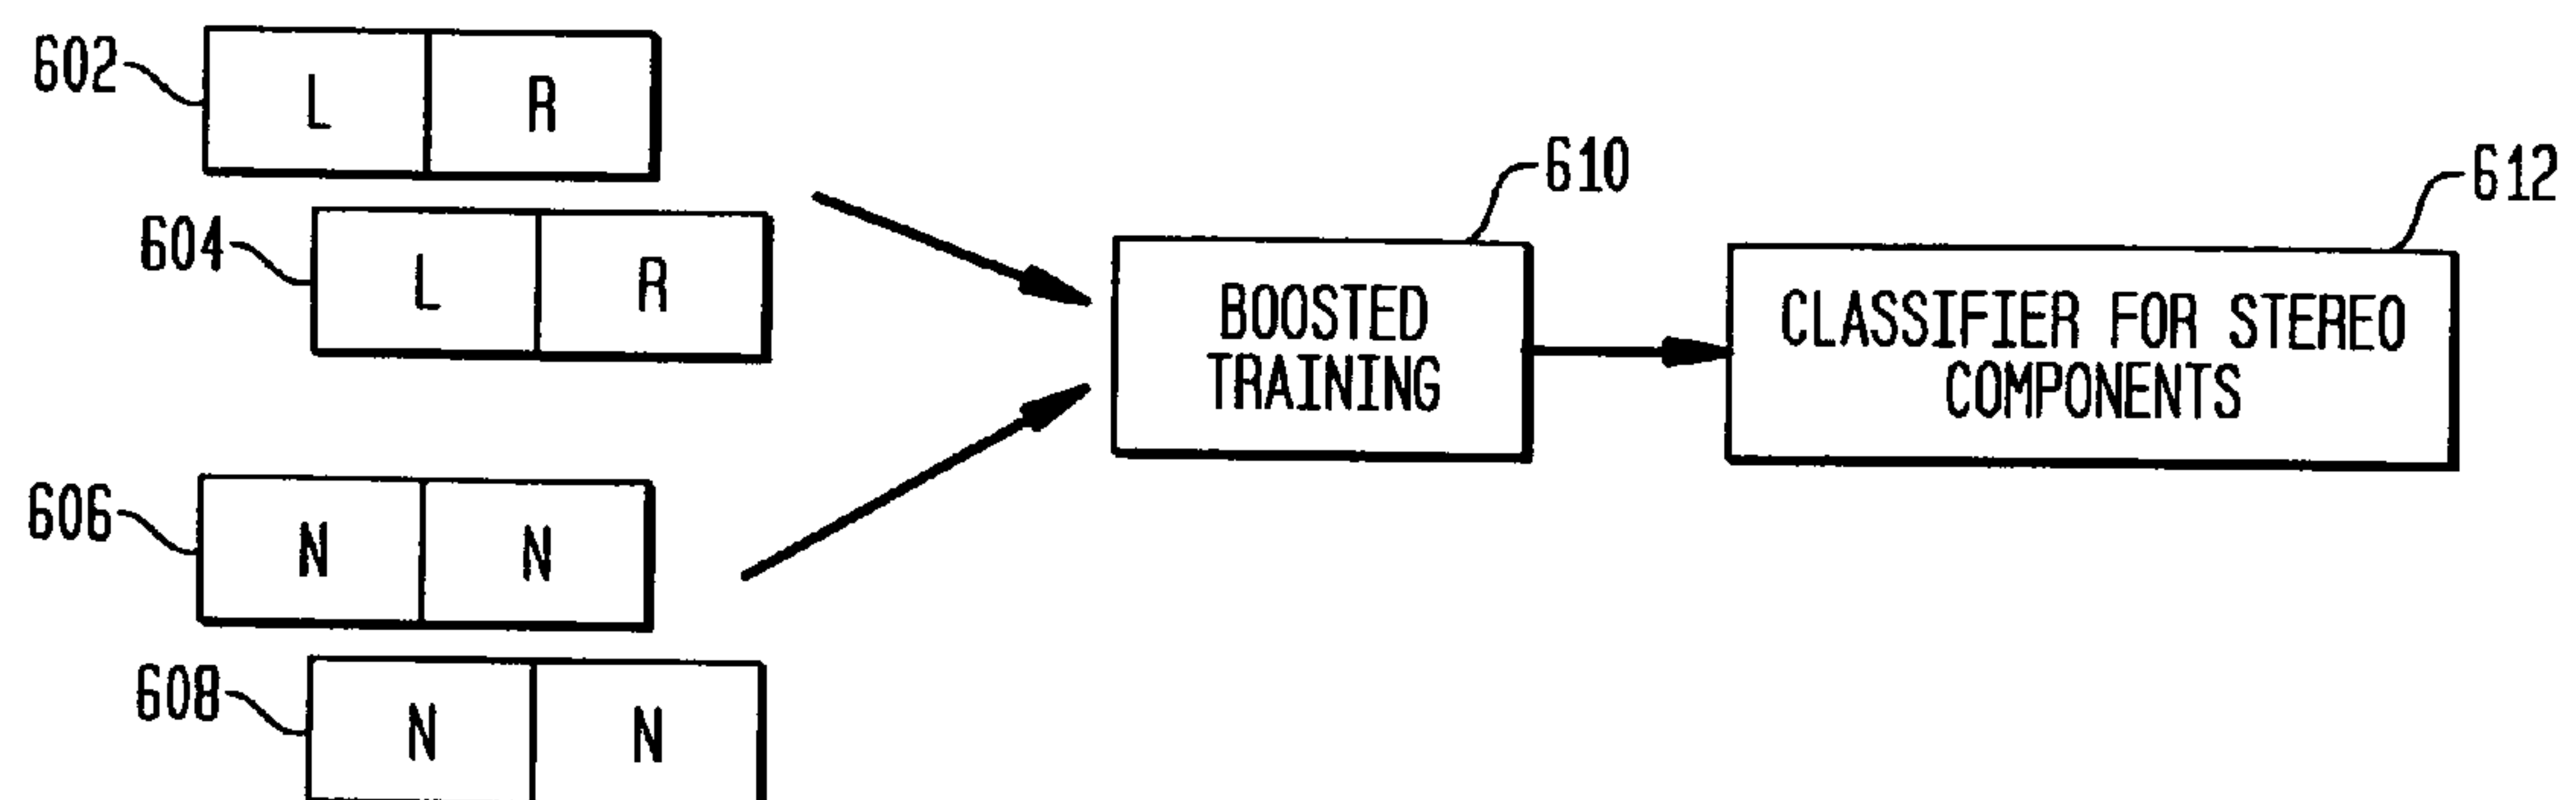 602
L R
604
L R
606
N N
608
N N
610
BOOSTED
TRAINING
612
CLASSIFIER FOR STEREO
COMPONENTS